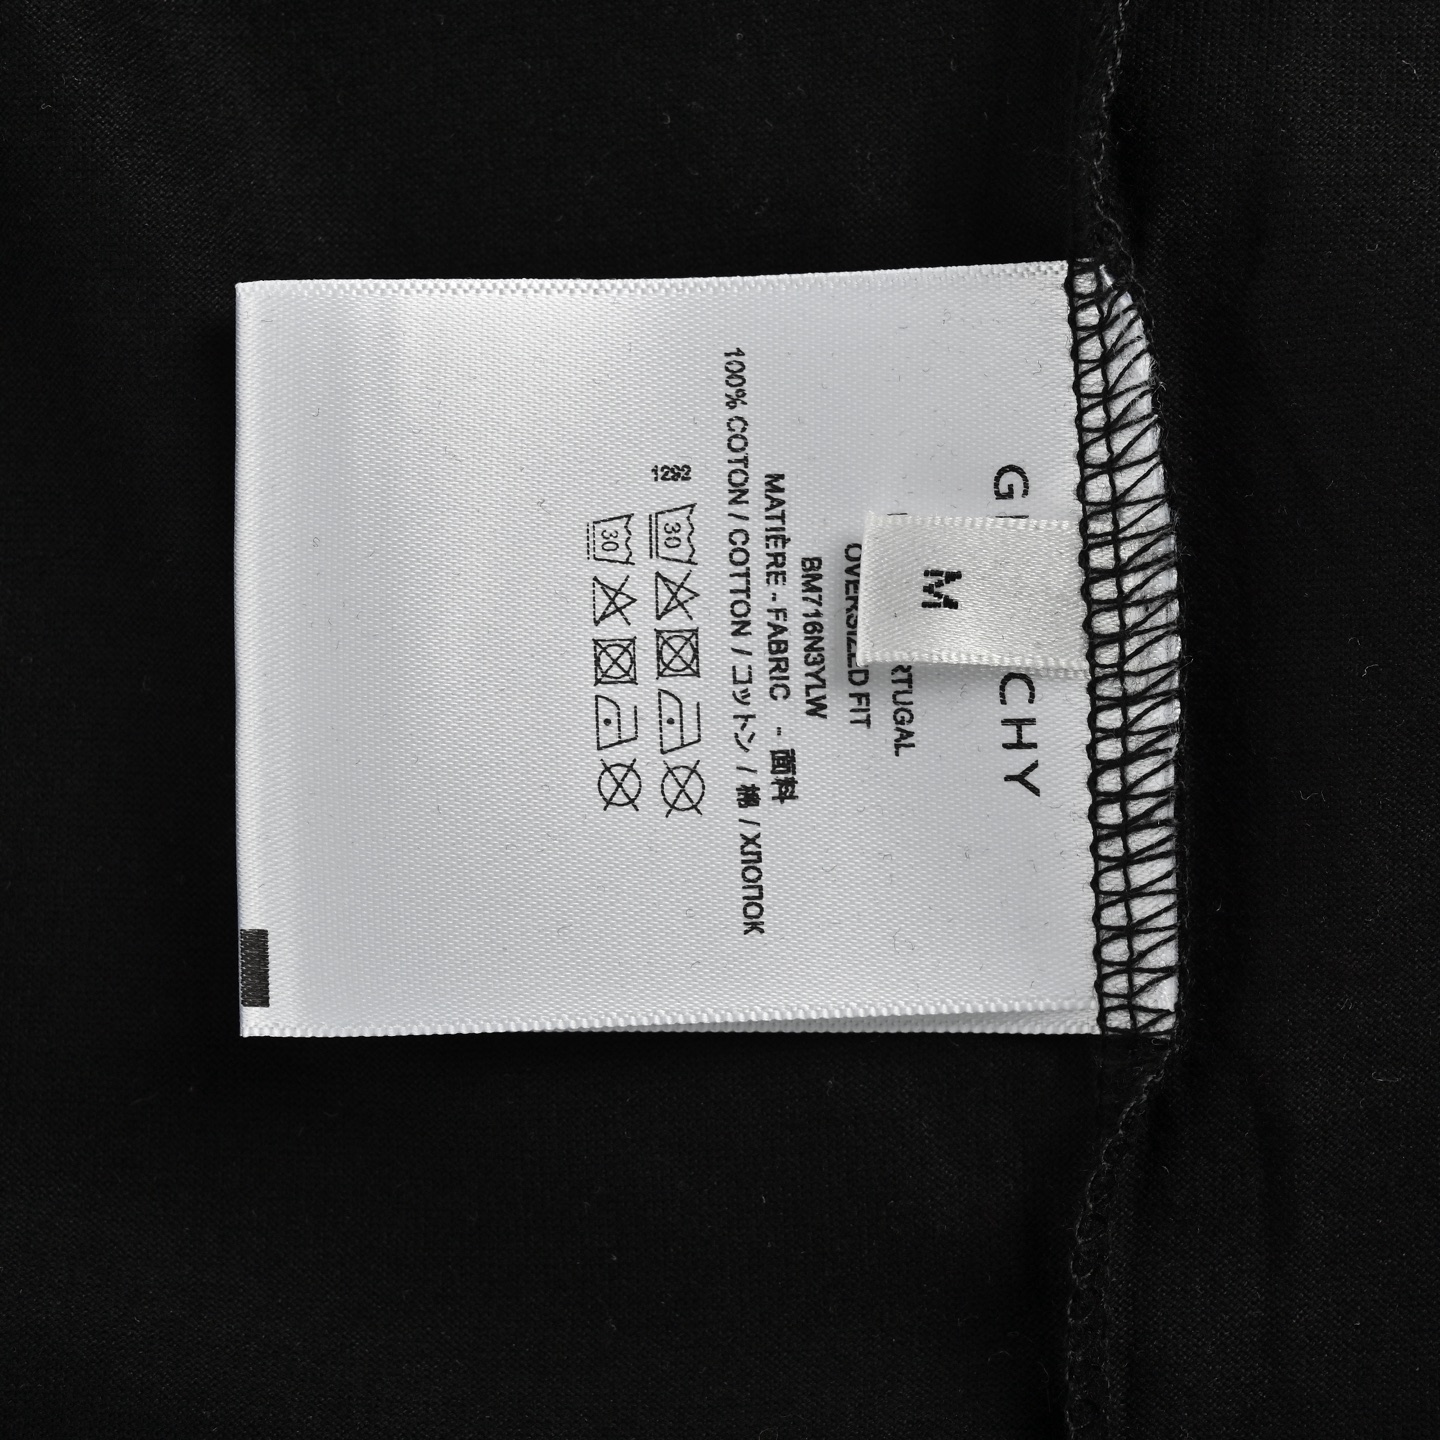 G CHY
M
RTUGAL
OVERSIZED FIT
BM716N3YLW
MATIÈRE - FABRIC - 面料
100% COTON / COTTON / コットン / 棉 / ХЛОПОК
1292
30
30